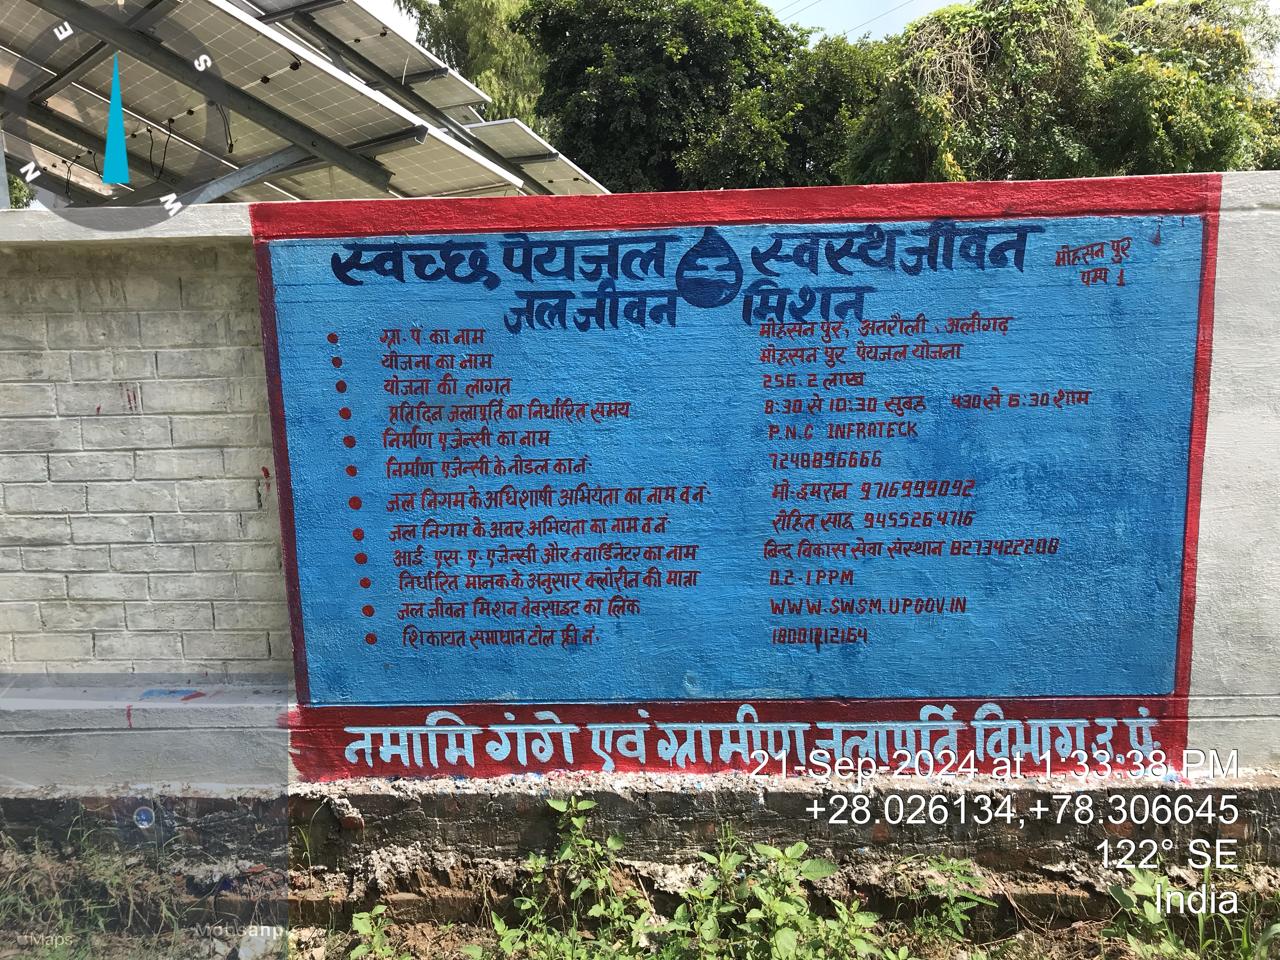 स्वच्छ पेयजल स्वस्थ जीवन
मोहसन पुर
पम्प 1
जल जीवन मिशन
ग्रा. पं का नाम मोहसन पुर, अतरौली, अलीगढ़
योजना का नाम मोहसन पुर पेयजल योजना
योजना की लागत 256.2 लाख
प्रतिदिन जलापूर्ति का निर्धारित समय 8:30 से 10:30 सुबह 4:30 से 6:30 शाम
निर्माण एजेन्सी का नाम P.N.C INFRATECK
निर्माण एजेन्सी के नोडल का नं. 7248896666
जल निगम के अधिशाषी अभियंता का नाम व नं. मो. इमरान 9716999092
जल निगम के अवर अभियंता का नाम व नं. रोहित साह 9455264716
आई. एस. ए. एजेन्सी और क्वार्डिनेटर का नाम बिन्द विकास सेवा संस्थान 8273422208
निर्धारित मानक के अनुसार क्लोरीन की मात्रा 0.2-1 PPM
जल जीवन मिशन वेबसाइट का लिंक WWW.SWSM.UPGOV.IN
शिकायत समाधान टोल फ्री नं. 18001212164
नमामि गंगे एवं ग्रामीण जलापूर्ति विभाग उ.प्र.
21-Sep-2024 at 1:33:38 PM
+28.026134,+78.306645
122° SE
India
E
S
N
W
Maps